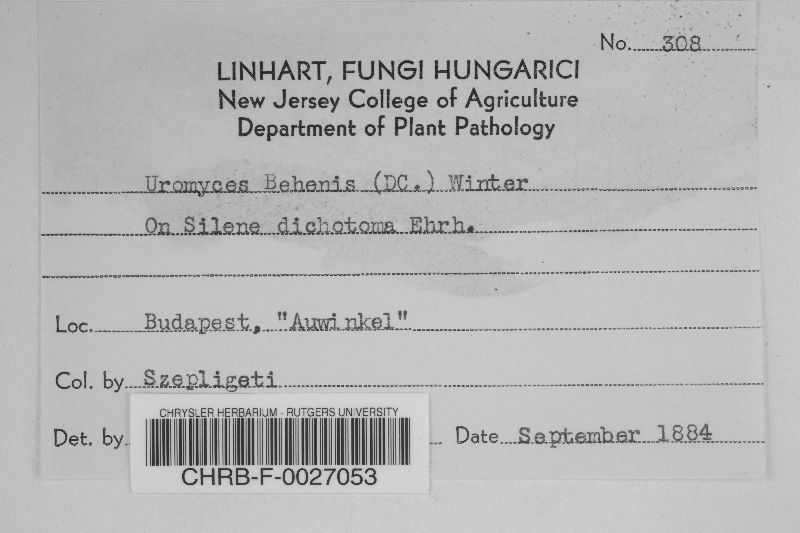 No. 308
LINHART, FUNGI HUNGARICI
New Jersey College of Agriculture
Department of Plant Pathology
Uromyces Behenis (DC.) Winter
On Silene dichotoma Ehrh.
Loc. Budapest, "Auwinkel"
Col. by Szepligeti
Det. by
Date September 1884
CHRYSLER HERBARIUM - RUTGERS UNIVERSITY
CHRB-F-0027053